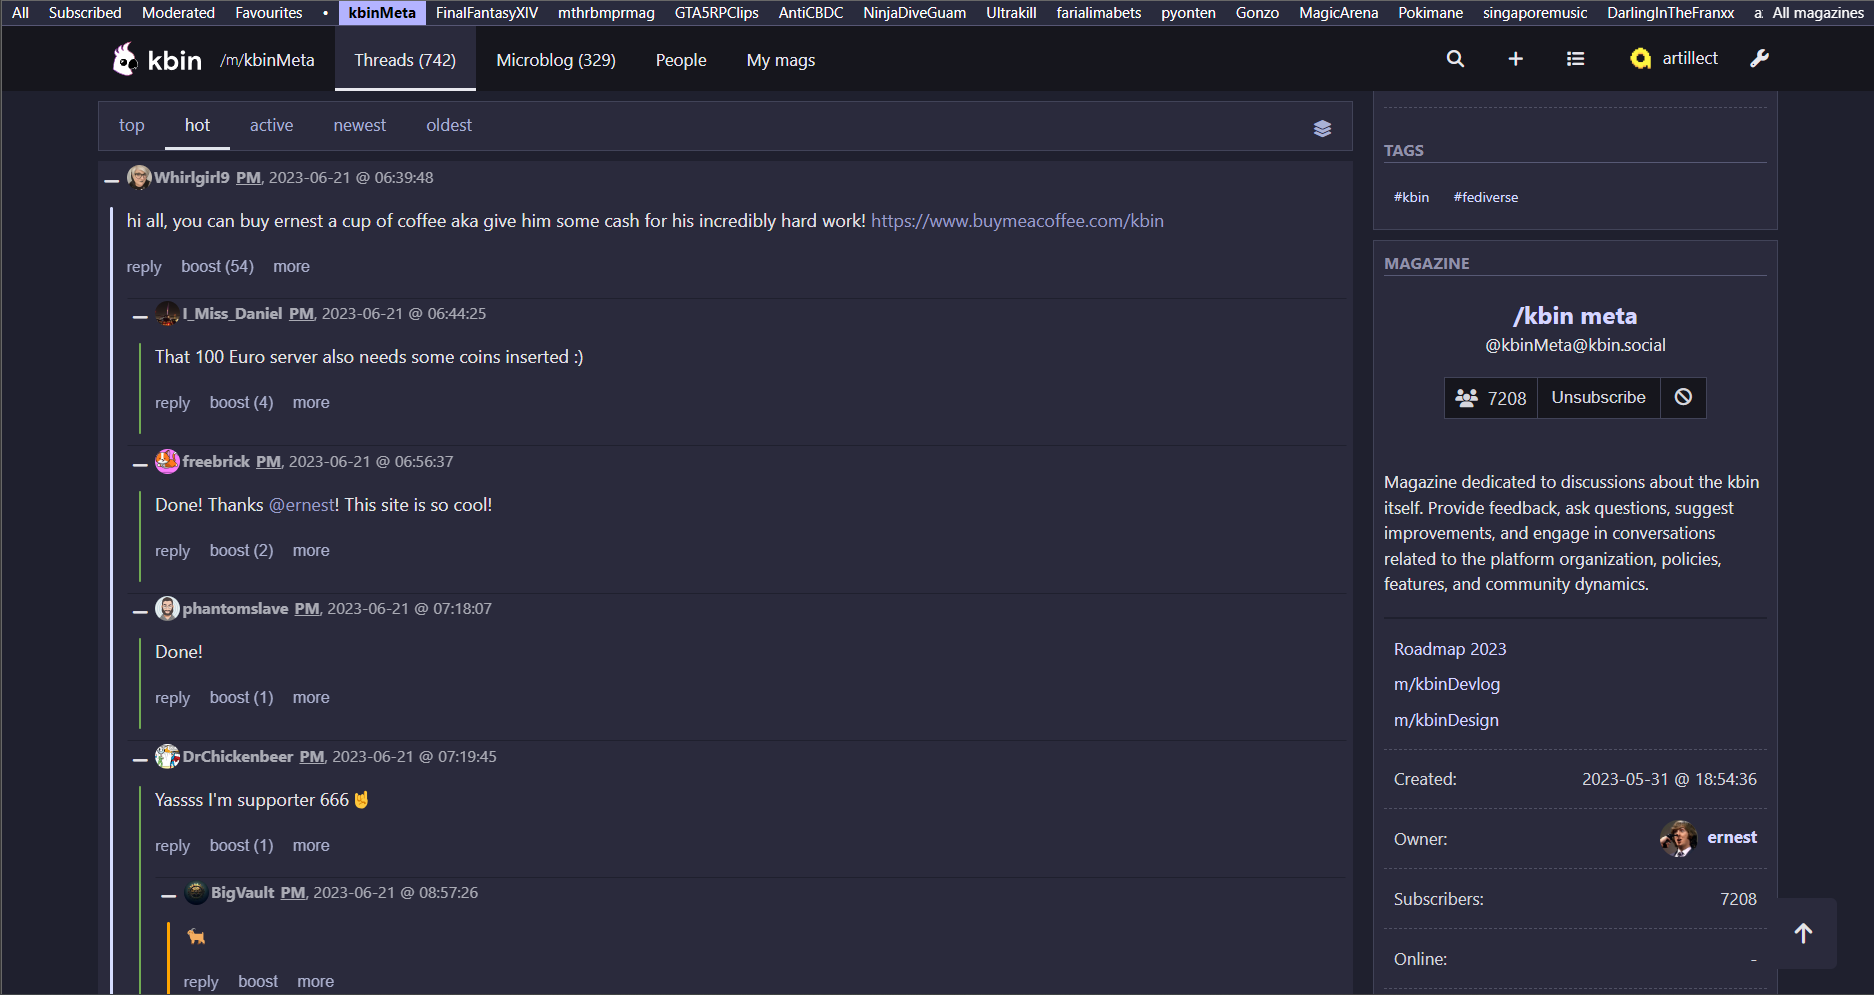 All Subscribed Moderated Favourites • kbinMeta FinalFantasyXIV mthrbmprmag GTA5RPClips AntiCBDC NinjaDiveGuam Ultrakill farialimabets pyonten Gonzo MagicArena Pokimane singaporemusic DarlingInTheFranxx a All magazines
kbin /m/kbinMeta Threads (742) Microblog (329) People My mags artillect
top hot active newest oldest
Whirlgirl9 PM, 2023-06-21 @ 06:39:48
hi all, you can buy ernest a cup of coffee aka give him some cash for his incredibly hard work! https://www.buymeacoffee.com/kbin
reply boost (54) more
I_Miss_Daniel PM, 2023-06-21 @ 06:44:25
That 100 Euro server also needs some coins inserted :)
reply boost (4) more
freebrick PM, 2023-06-21 @ 06:56:37
Done! Thanks @ernest! This site is so cool!
reply boost (2) more
phantomslave PM, 2023-06-21 @ 07:18:07
Done!
reply boost (1) more
DrChickenbeer PM, 2023-06-21 @ 07:19:45
Yassss I'm supporter 666 🤘
reply boost (1) more
BigVault PM, 2023-06-21 @ 08:57:26
🐐
reply boost more
TAGS
#kbin #fediverse
MAGAZINE
/kbin meta
@kbinMeta@kbin.social
7208 Unsubscribe
Magazine dedicated to discussions about the kbin
itself. Provide feedback, ask questions, suggest
improvements, and engage in conversations
related to the platform organization, policies,
features, and community dynamics.
Roadmap 2023
m/kbinDevlog
m/kbinDesign
Created: 2023-05-31 @ 18:54:36
Owner: ernest
Subscribers: 7208
Online: -